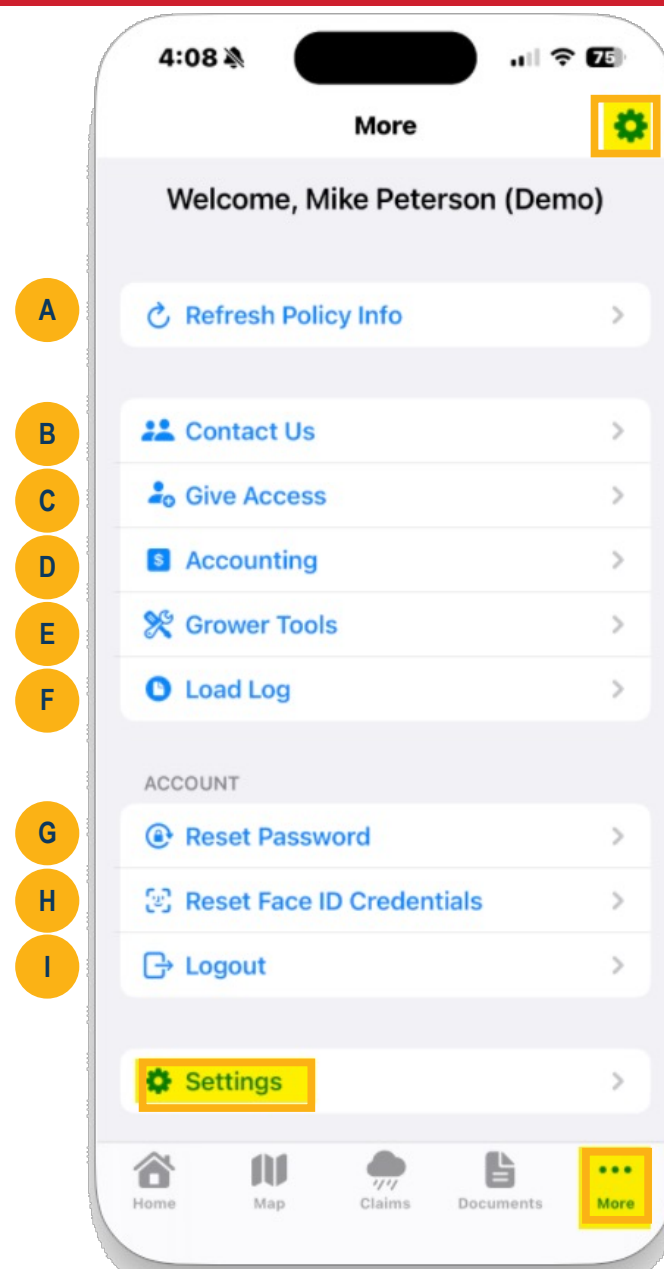 4:08 75
More
Welcome, Mike Peterson (Demo)
A Refresh Policy Info
B Contact Us
C Give Access
D Accounting
E Grower Tools
F Load Log
ACCOUNT
G Reset Password
H Reset Face ID Credentials
I Logout
Settings
Home Map Claims Documents More